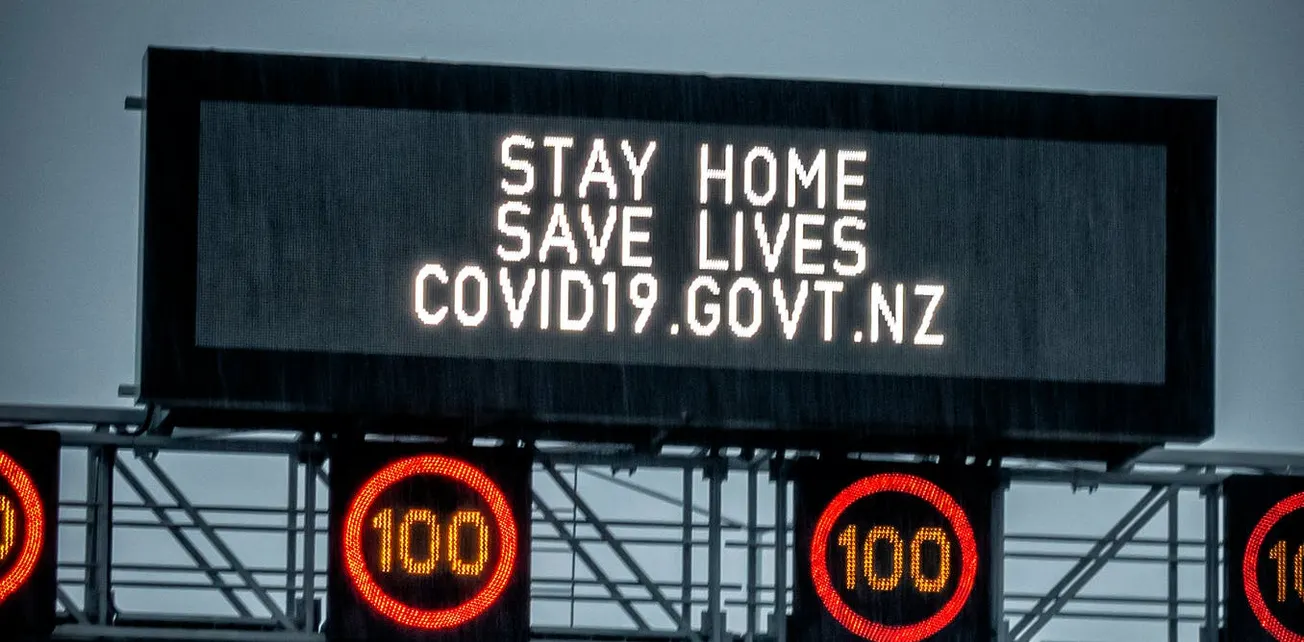 STAY HOME
SAVE LIVES
COVID19.GOVT.NZ
100
100